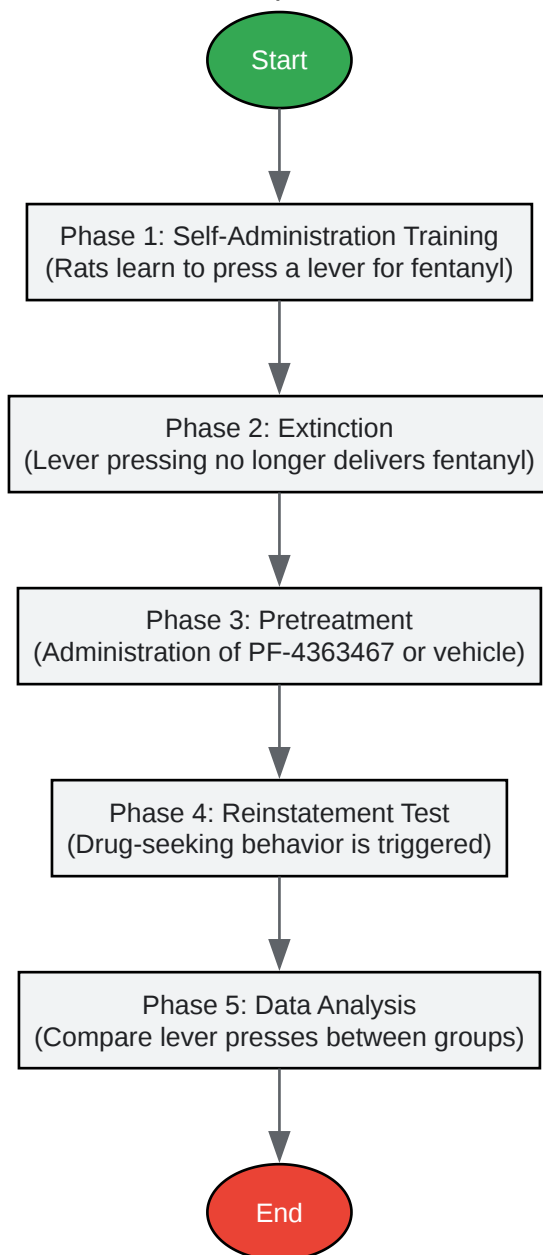 Start
Phase 1: Self-Administration Training
(Rats learn to press a lever for fentanyl)
Phase 2: Extinction
(Lever pressing no longer delivers fentanyl)
Phase 3: Pretreatment
(Administration of PF-4363467 or vehicle)
Phase 4: Reinstatement Test
(Drug-seeking behavior is triggered)
Phase 5: Data Analysis
(Compare lever presses between groups)
End